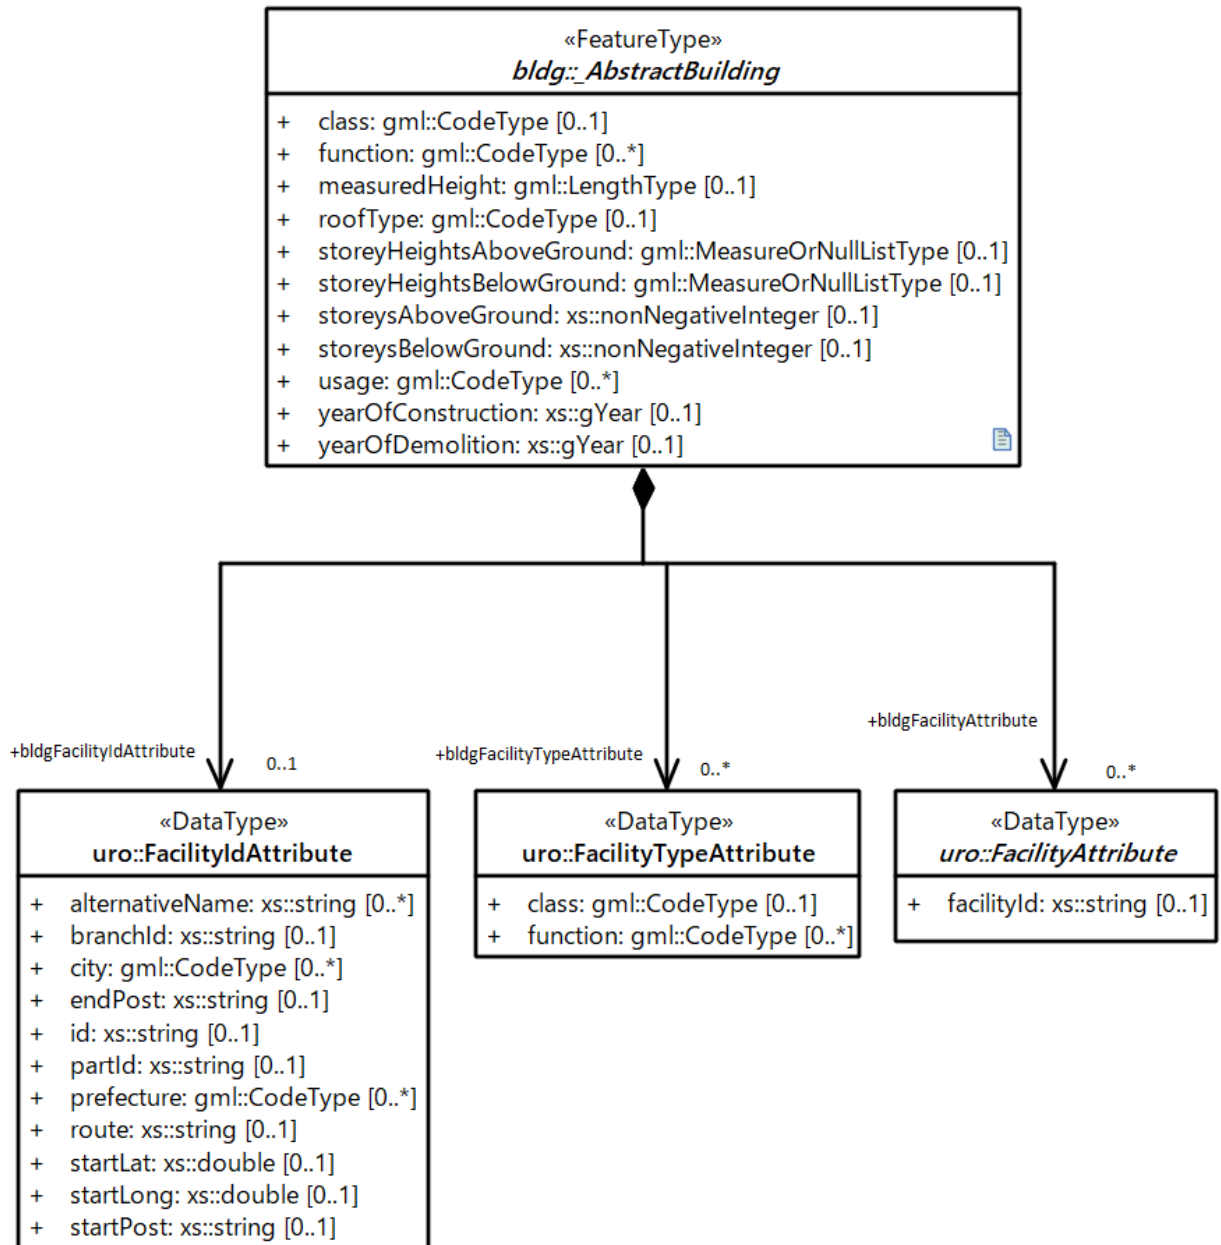 «FeatureType»
bldg::_AbstractBuilding
+ class: gml::CodeType [0..1]
+ function: gml::CodeType [0..*]
+ measuredHeight: gml::LengthType [0..1]
+ roofType: gml::CodeType [0..1]
+ storeyHeightsAboveGround: gml::MeasureOrNullListType [0..1]
+ storeyHeightsBelowGround: gml::MeasureOrNullListType [0..1]
+ storeysAboveGround: xs::nonNegativeInteger [0..1]
+ storeysBelowGround: xs::nonNegativeInteger [0..1]
+ usage: gml::CodeType [0..*]
+ yearOfConstruction: xs::gYear [0..1]
+ yearOfDemolition: xs::gYear [0..1]
+bldgFacilityIdAttribute
0..1
+bldgFacilityTypeAttribute
0..*
+bldgFacilityAttribute
0..*
«DataType»
uro::FacilityIdAttribute
+ alternativeName: xs::string [0..*]
+ branchId: xs::string [0..1]
+ city: gml::CodeType [0..*]
+ endPost: xs::string [0..1]
+ id: xs::string [0..1]
+ partId: xs::string [0..1]
+ prefecture: gml::CodeType [0..*]
+ route: xs::string [0..1]
+ startLat: xs::double [0..1]
+ startLong: xs::double [0..1]
+ startPost: xs::string [0..1]
«DataType»
uro::FacilityTypeAttribute
+ class: gml::CodeType [0..1]
+ function: gml::CodeType [0..*]
«DataType»
uro::FacilityAttribute
+ facilityId: xs::string [0..1]